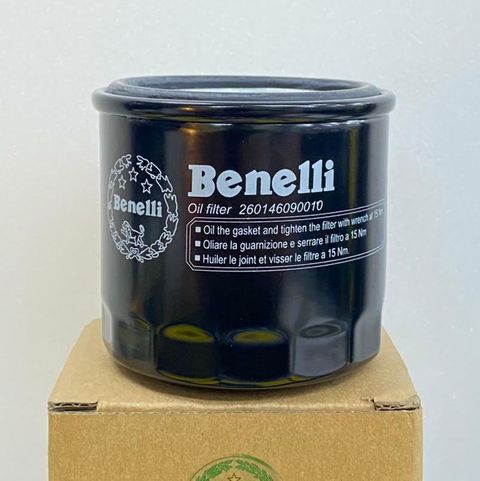 Benelli
Benelli
Oil filter 260146090010
■ Oil the gasket and tighten the filter with wrench at 15 Nm
■ Oliare la guarnizione e serrare il filtro a 15 Nm
■ Huiler le joint et visser le filtre a 15 Nm.